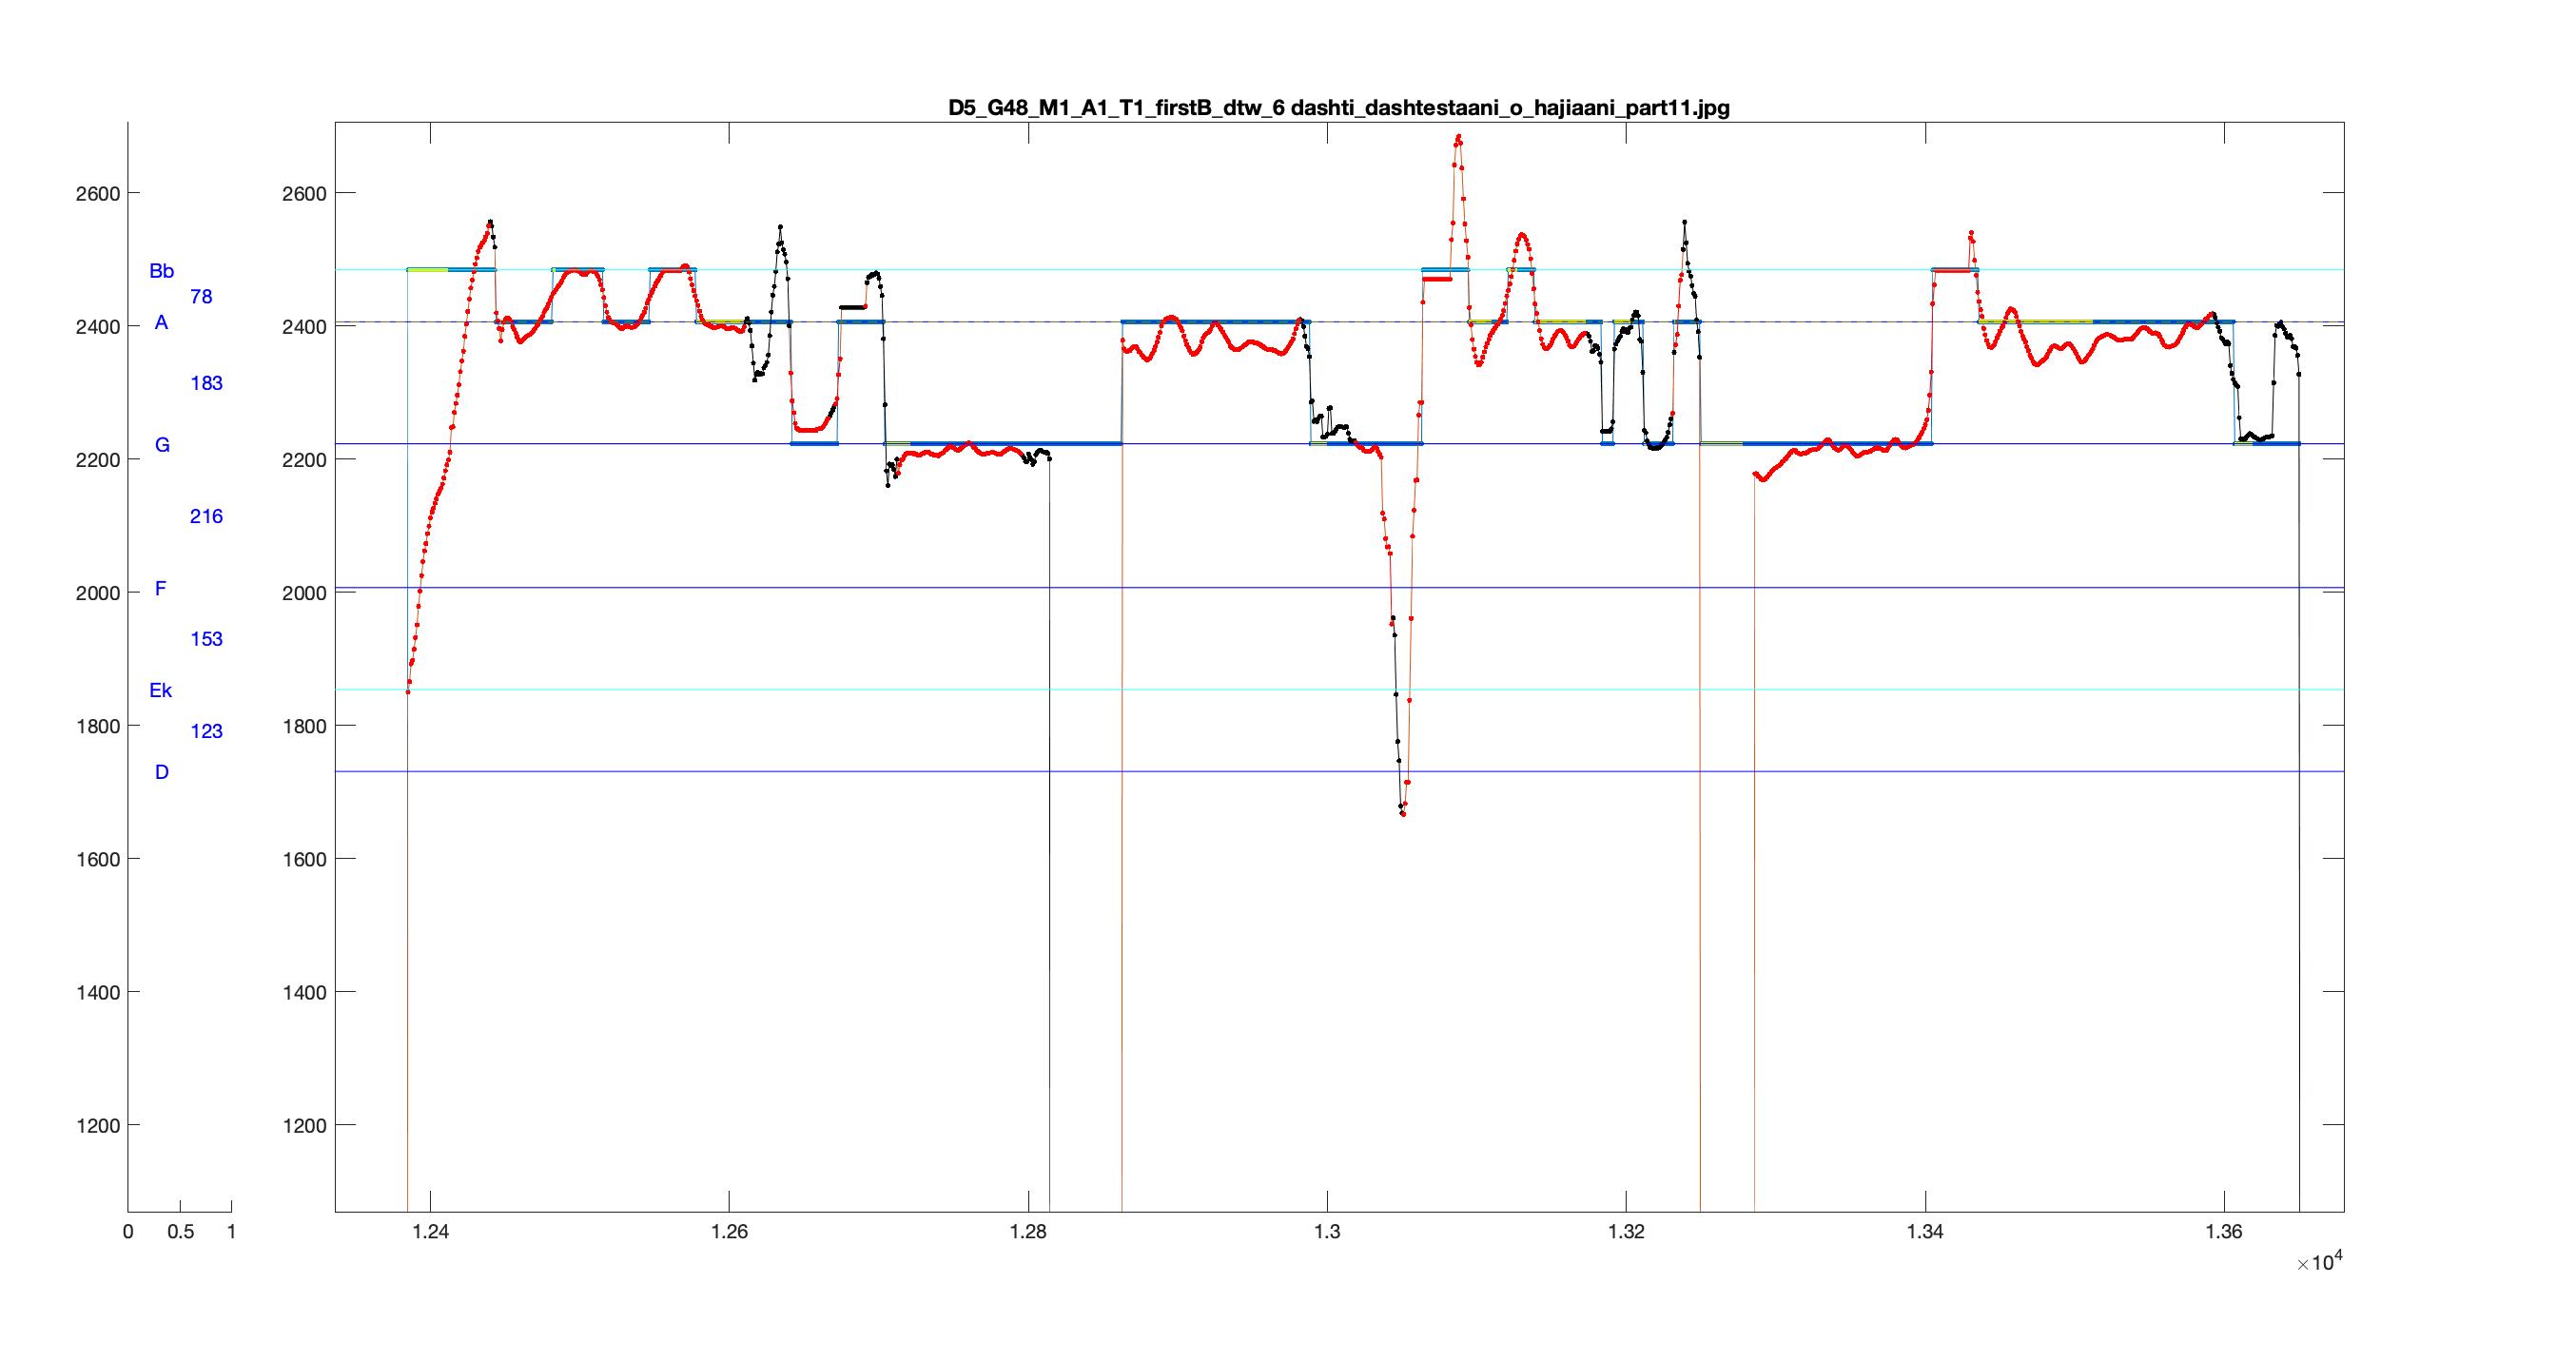 D5_G48_M1_A1_T1_firstB_dtw_6 dashti_dashtestaani_o_hajiaani_part11.jpg
2600 2600
Bb
78
2400 A 2400
183
G
2200 2200
216
2000 F 2000
153
Ek
1800 123 1800
D
1600 1600
1400 1400
1200 1200
0 0.5 1 1.24 1.26 1.28 1.3 1.32 1.34 1.36
×10⁴